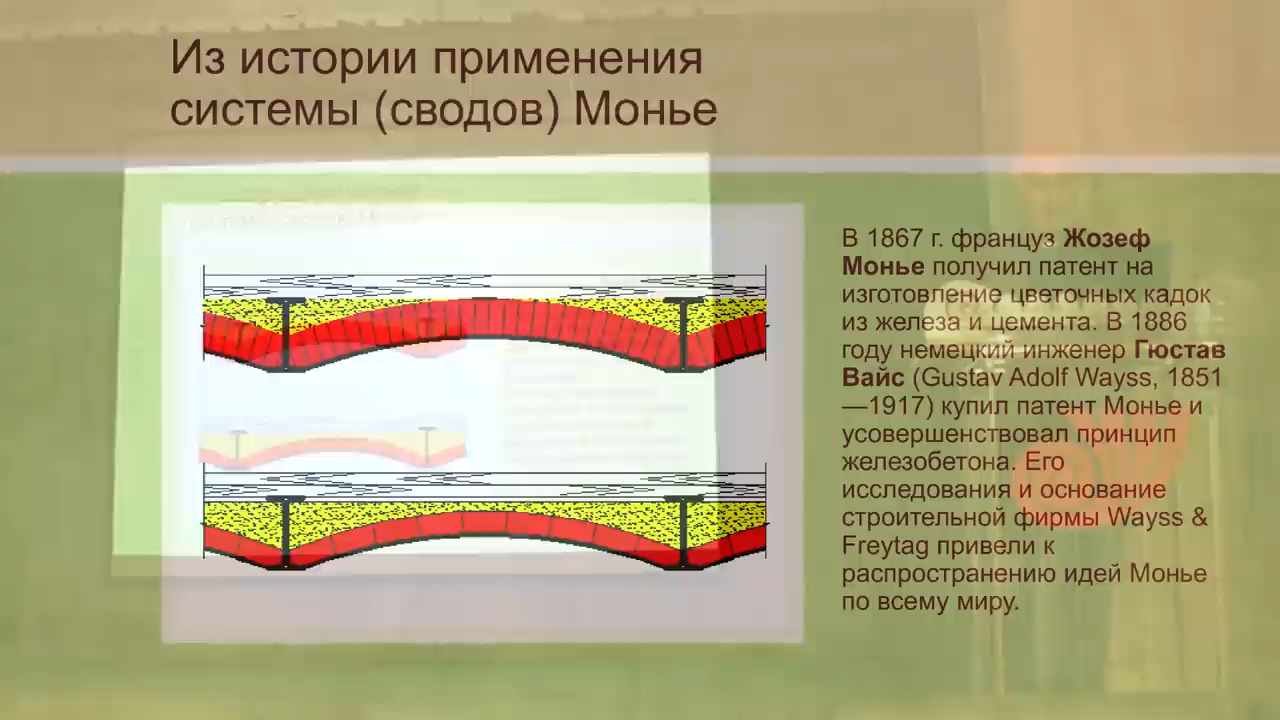 Из истории применения
системы (сводов) Монье
В 1867 г. француз Жозеф
Монье получил патент на
изготовление цветочных кадок
из железа и цемента. В 1886
году немецкий инженер Гюстав
Вайс (Gustav Adolf Wayss, 1851
—1917) купил патент Монье и
усовершенствовал принцип
железобетона. Его
исследования и основание
строительной фирмы Wayss &
Freytag привели к
распространению идей Монье
по всему миру.